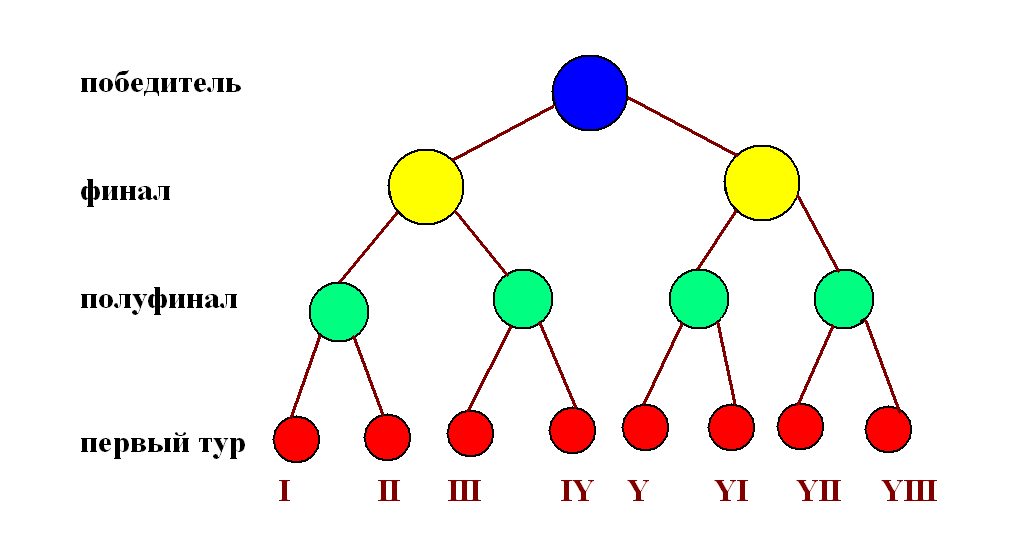 победитель
финал
полуфинал
первый тур
I II III IY Y YI YII YIII